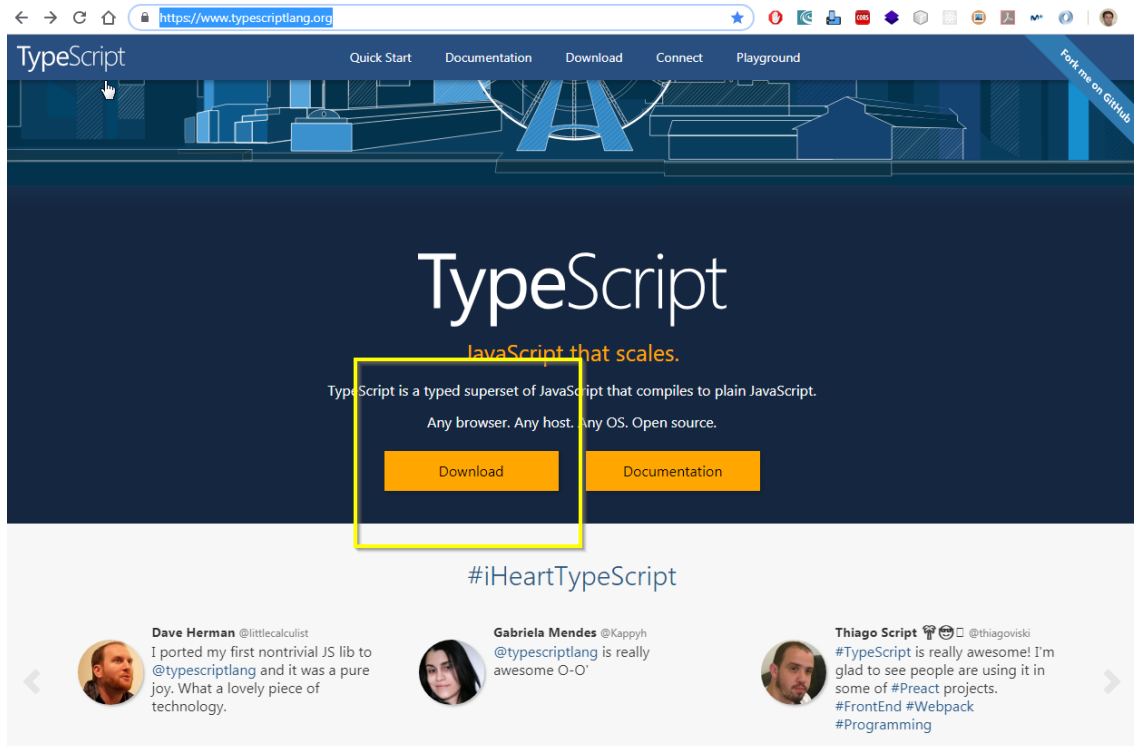 https://www.typescriptlang.org
CORS
TypeScript
Quick Start Documentation Download Connect Playground
Fork me on GitHub
TypeScript
JavaScript that scales.
TypeScript is a typed superset of JavaScript that compiles to plain JavaScript.
Any browser. Any host. Any OS. Open source.
Download Documentation
#iHeartTypeScript
Dave Herman @littlecalculist
I ported my first nontrivial JS lib to
@typescriptlang and it was a pure
joy. What a lovely piece of
technology.
Gabriela Mendes @Kappyh
@typescriptlang is really
awesome O-O'
Thiago Script @thiagoviski
#TypeScript is really awesome! I'm
glad to see people are using it in
some of #Preact projects.
#FrontEnd #Webpack
#Programming